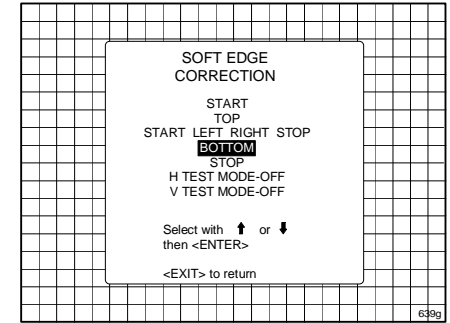 SOFT EDGE
CORRECTION
START
TOP
START LEFT RIGHT STOP
BOTTOM
STOP
H TEST MODE-OFF
V TEST MODE-OFF
Select with ⬆ or ⬇
then <ENTER>
<EXIT> to return
639g